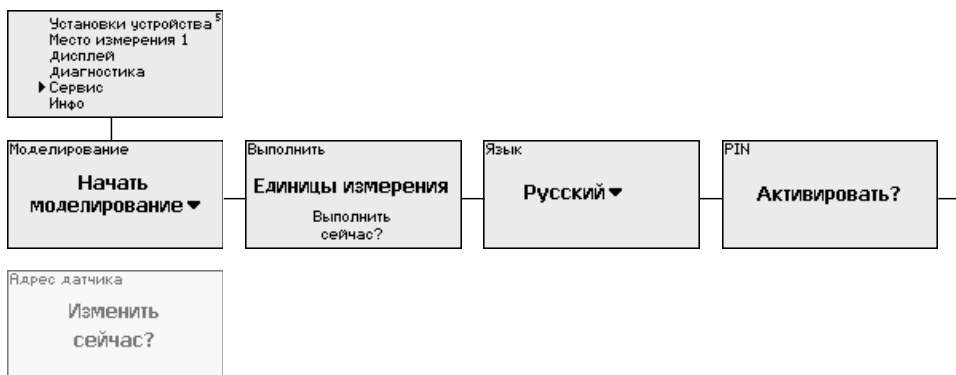 Установки устройства 5
Место измерения 1
Дисплей
Диагностика
Сервис
Инфо
Моделирование
Начать
моделирование
Выполнить
Единицы измерения
Выполнить
сейчас?
Язык
Русский
PIN
Активировать?
Адрес датчика
Изменить
сейчас?